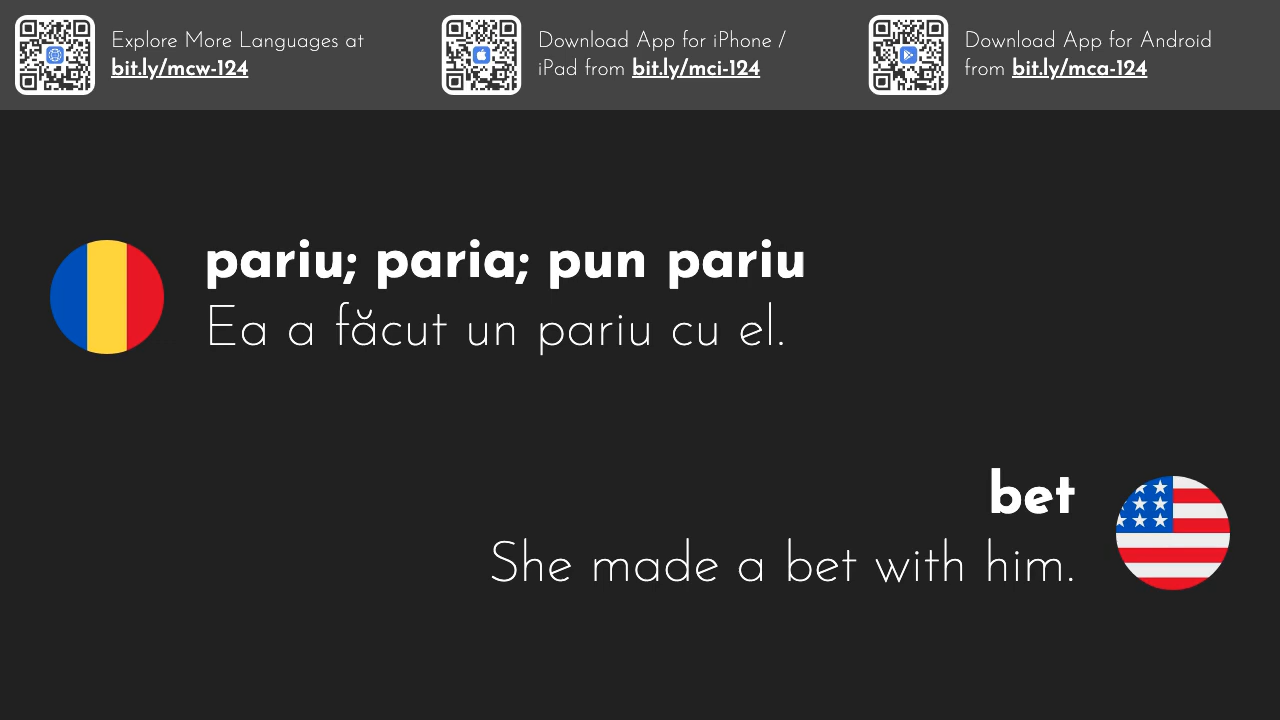 Explore More Languages at
bit.ly/mcw-124
Download App for iPhone /
iPad from bit.ly/mci-124
Download App for Android
from bit.ly/mca-124
pariu; paria; pun pariu
Ea a făcut un pariu cu el.
bet
She made a bet with him.